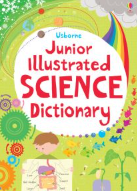 Usborne
Junior
Illustrated
SCIENCE
Dictionary